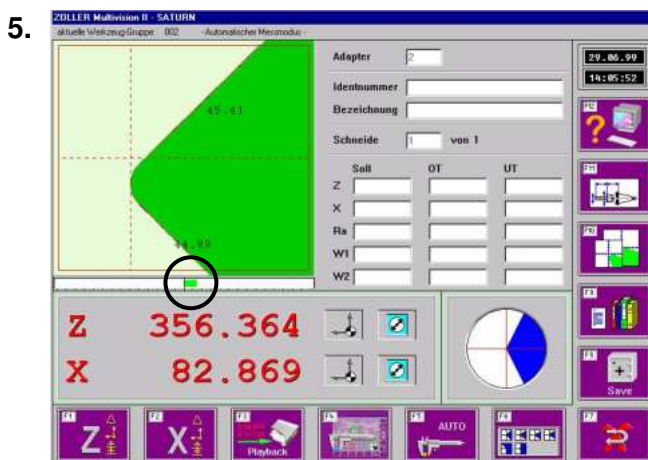 5.
ZOLLER Multivision II - SATURN
aktuelle Werkzeug-Gruppe 002 - Automatischer Messmodus -
45.41
44.99
Adapter 2
Identnummer
Bezeichnung
Schneide 1 von 1
Soll OT UT
Z
X
Ra
W1
W2
29.06.99
14:05:52
F12
?
F11
F10
F9
F8
Save
Z 356.364
X 82.869
F1
Z
F2
X
F3
Playback
F4
F5
AUTO
F6
F7